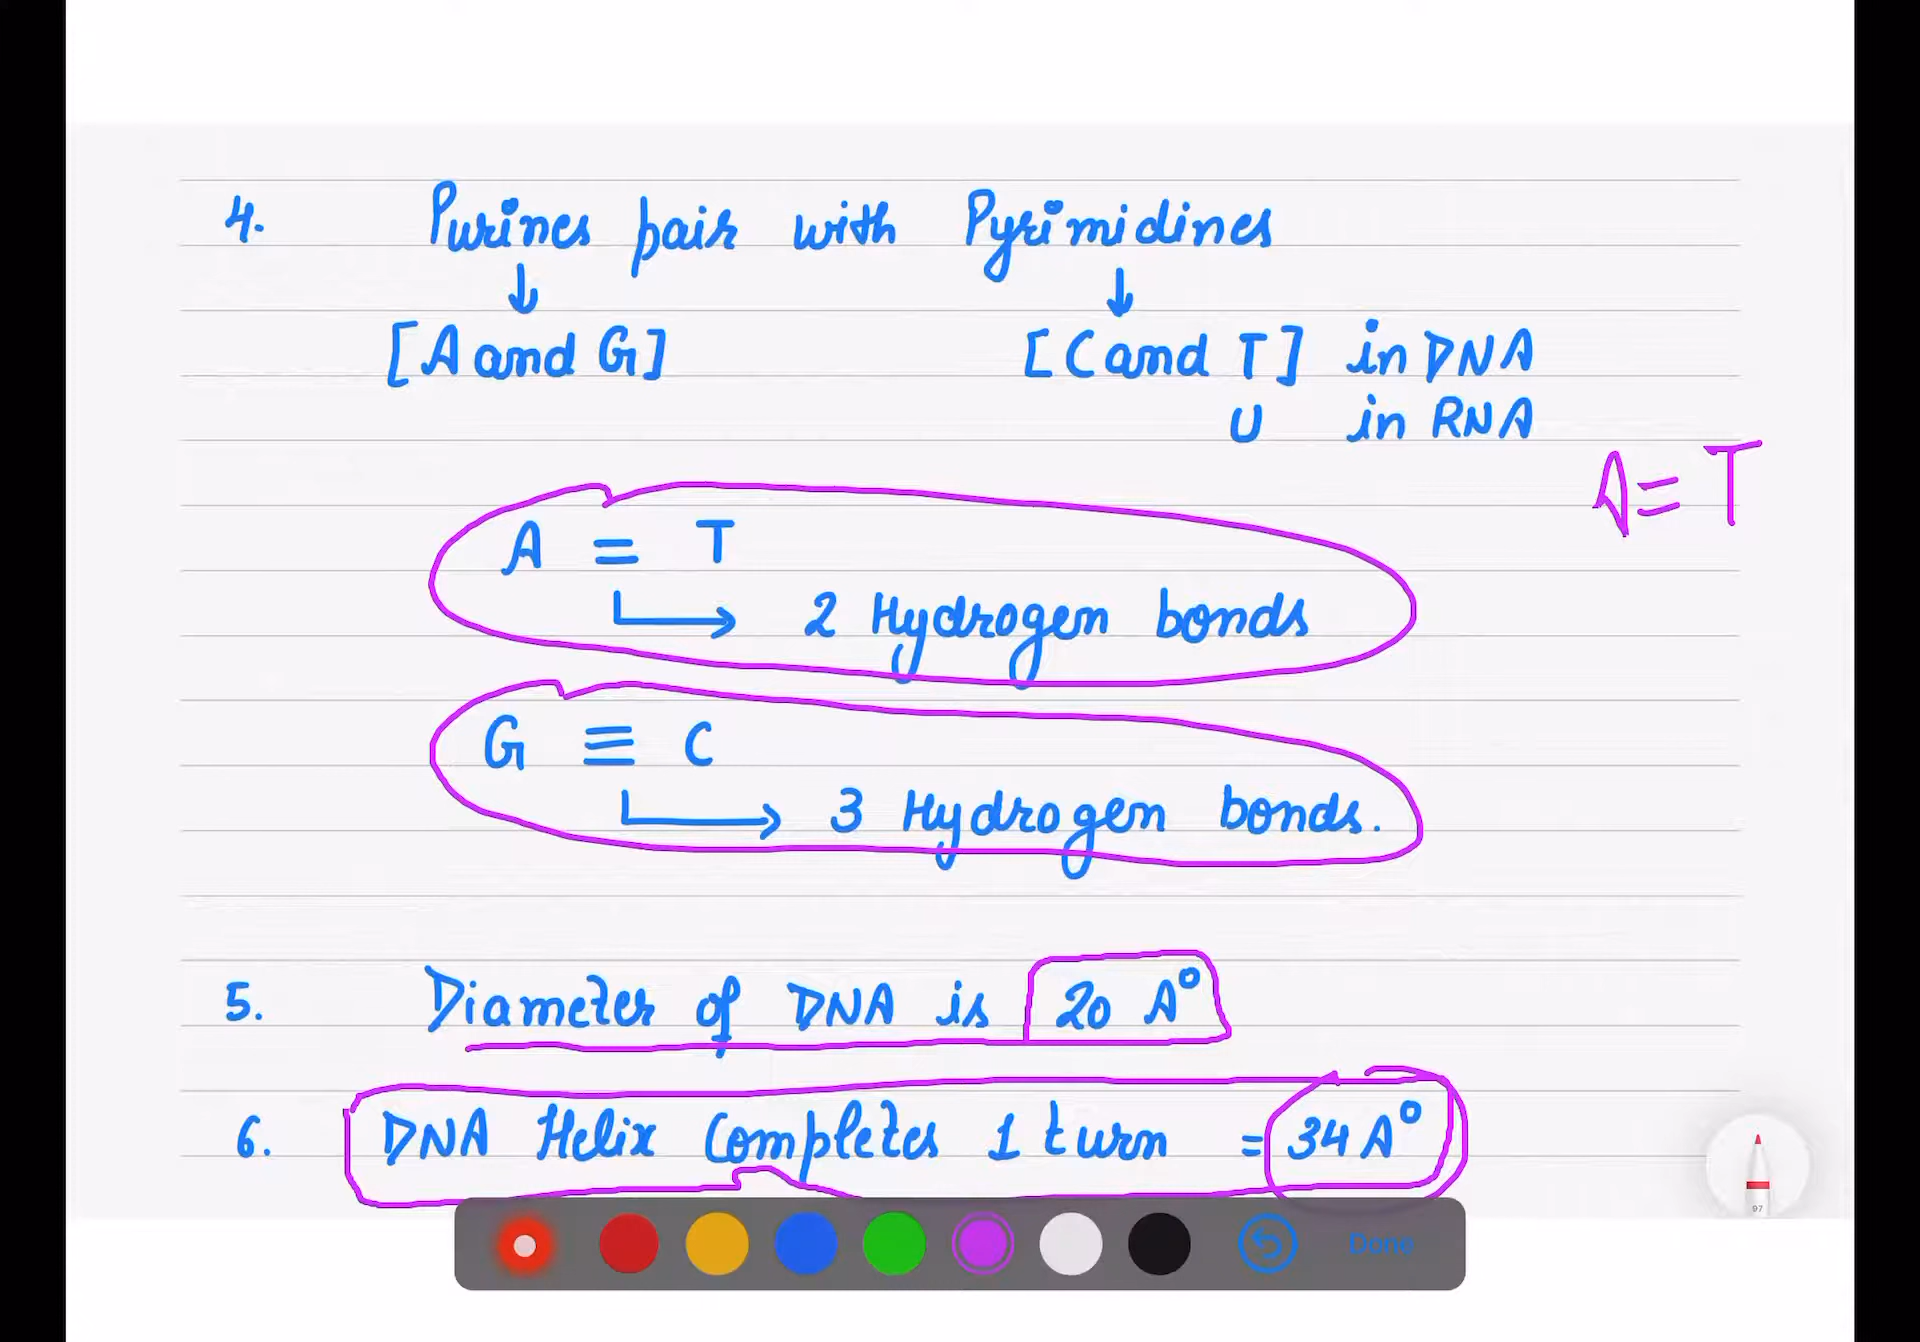 4. Purines pair with Pyrimidines
↓ ↓
[A and G] [C and T] in DNA
U in RNA
A = T
A = T
↳ 2 Hydrogen bonds
G ≡ C
↳ 3 Hydrogen bonds.
5. Diameter of DNA is 20 A°
6. DNA Helix Completes 1 turn = 34 A°
97
Done